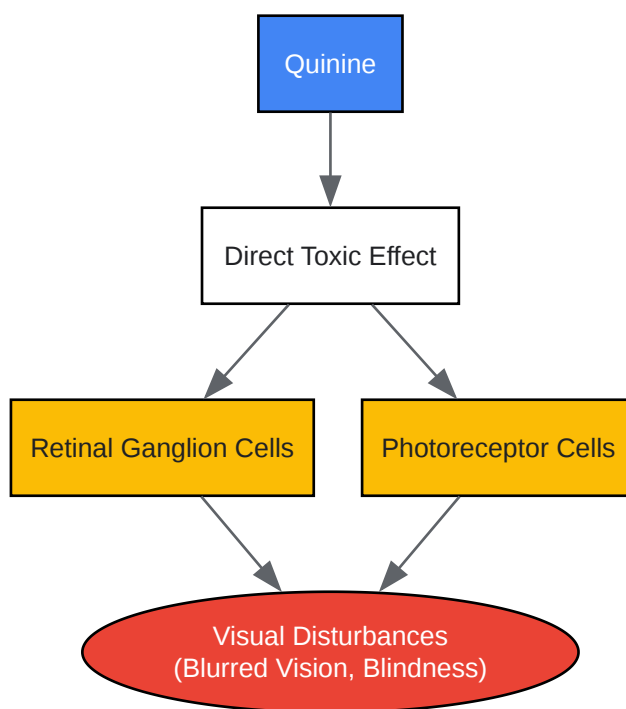 Quinine
Direct Toxic Effect
Retinal Ganglion Cells
Photoreceptor Cells
Visual Disturbances
(Blurred Vision, Blindness)